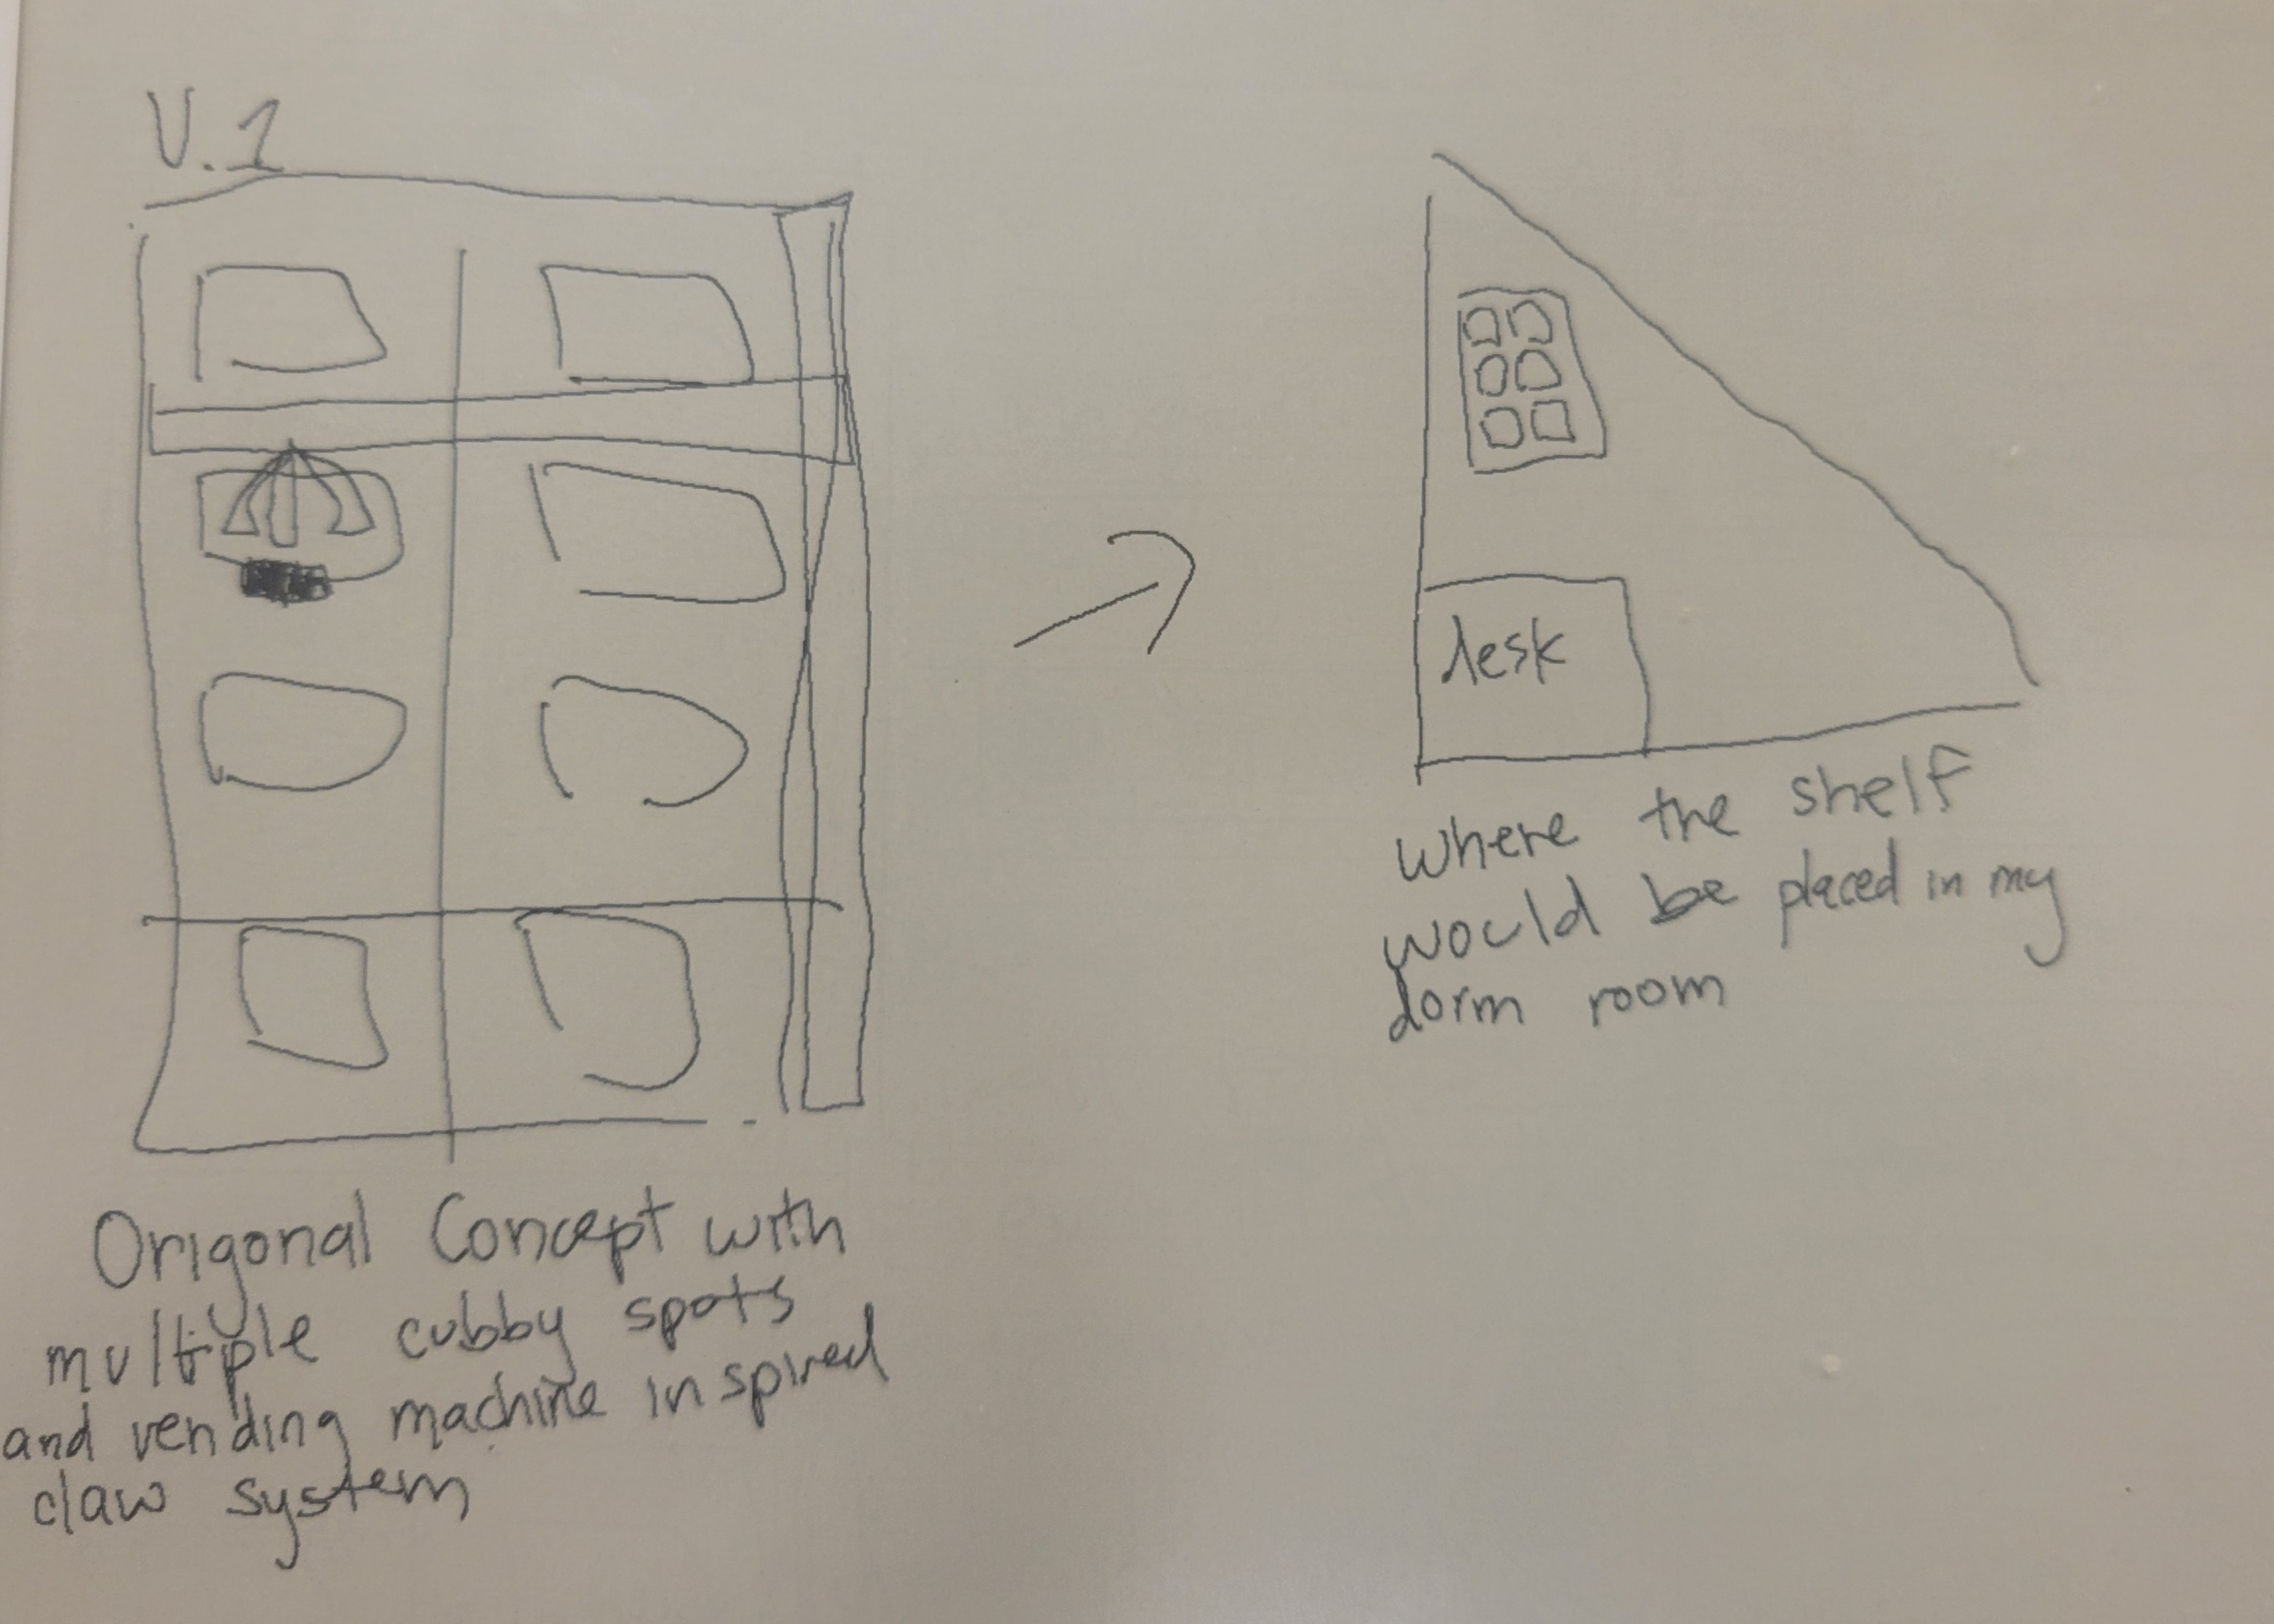 V.1
desk
where the shelf
would be placed in my
dorm room
Origonal Concept with
multiple cubby spots
and vending machine inspired
claw system